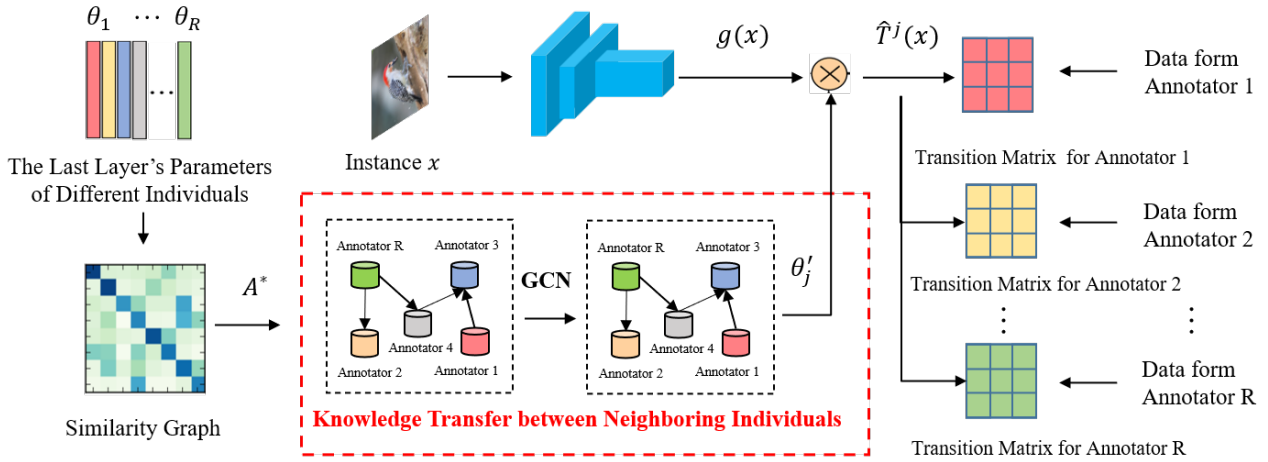 θ_1 ... θ_R
The Last Layer's Parameters
of Different Individuals
A*
Similarity Graph
Instance x
g(x)
T̂^j(x)
Annotator R
Annotator 3
Annotator 4
Annotator 2
Annotator 1
GCN
Annotator R
Annotator 3
Annotator 4
Annotator 2
Annotator 1
θ'_j
Knowledge Transfer between Neighboring Individuals
Data form
Annotator 1
Transition Matrix for Annotator 1
Data form
Annotator 2
Transition Matrix for Annotator 2
Data form
Annotator R
Transition Matrix for Annotator R